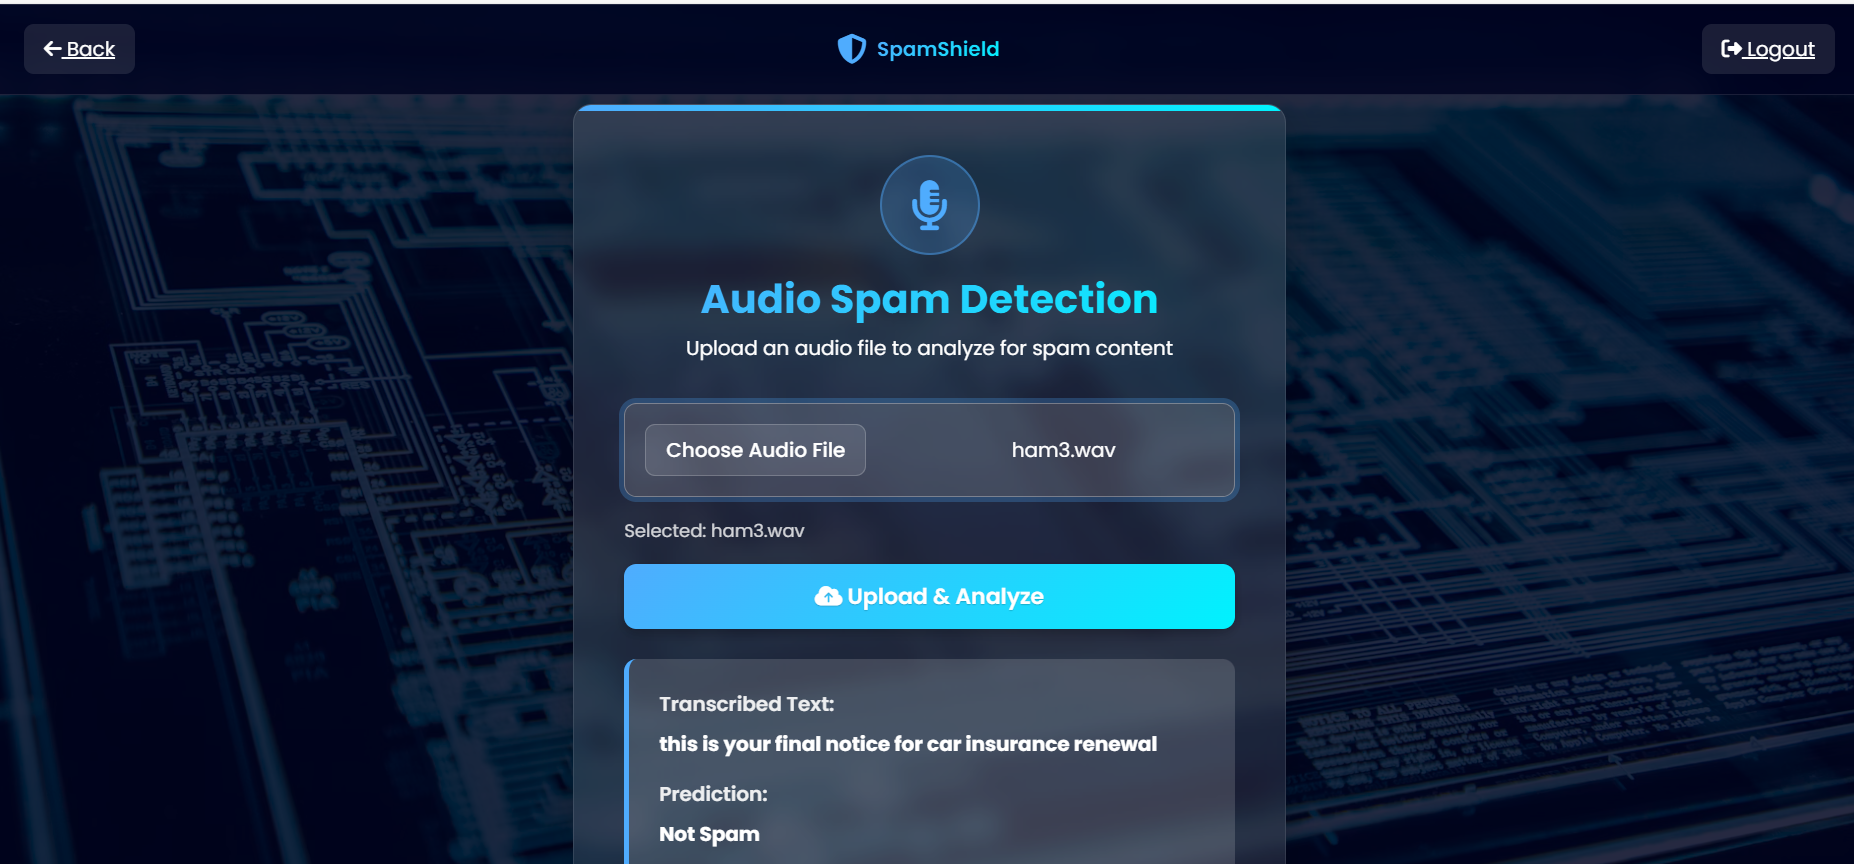 Back
SpamShield
Logout
Audio Spam Detection
Upload an audio file to analyze for spam content
Choose Audio File
ham3.wav
Selected: ham3.wav
Upload & Analyze
Transcribed Text:
this is your final notice for car insurance renewal
Prediction:
Not Spam